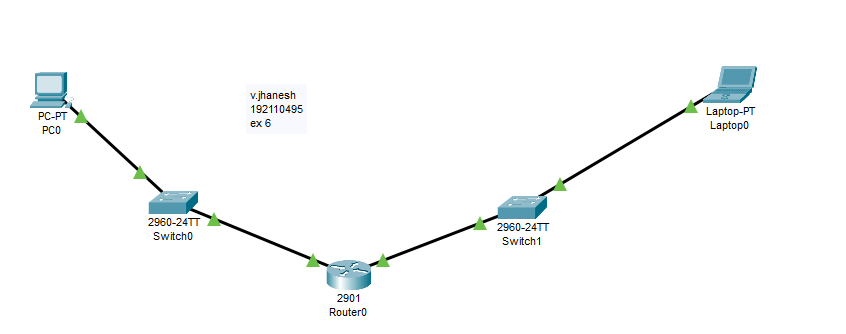 v.jhanesh
192110495
ex 6
PC-PT
PC0
Laptop-PT
Laptop0
2960-24TT
Switch0
2960-24TT
Switch1
2901
Router0